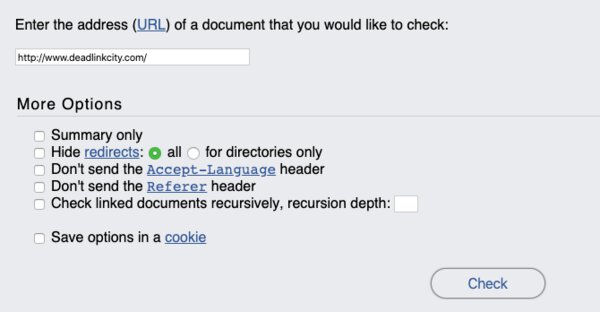 Enter the address (URL) of a document that you would like to check:
http://www.deadlinkcity.com/
More Options
Summary only
Hide redirects: all for directories only
Don't send the Accept-Language header
Don't send the Referer header
Check linked documents recursively, recursion depth:
Save options in a cookie
Check